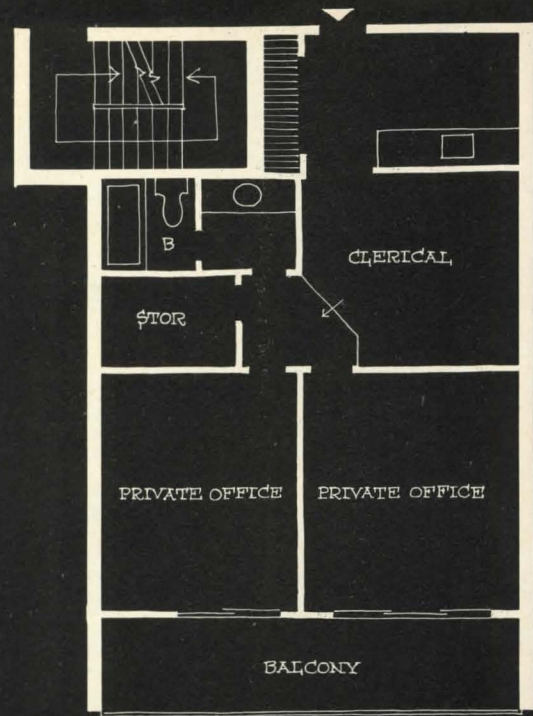 CLERICAL
B
STOR
PRIVATE OFFICE
PRIVATE OFFICE
BALCONY